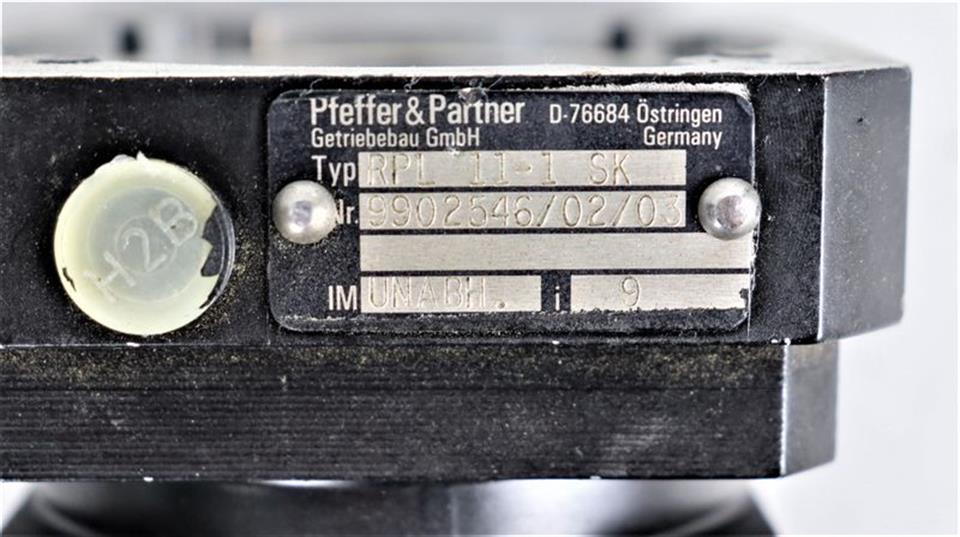 Pfeffer & Partner D-76684 Östringen
Getriebebau GmbH Germany
Typ RPL 11-1 SK
Nr. 9902546/02/03
IM UNABH. i 9
H2B